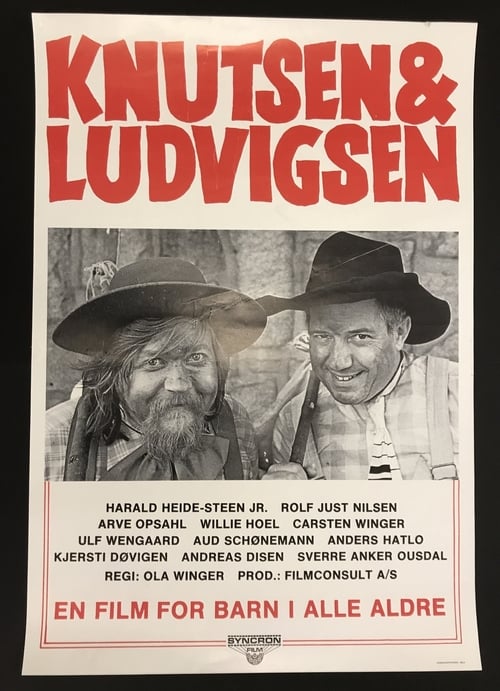 KNUTSEN&
LUDVIGSEN
HARALD HEIDE-STEEN JR. ROLF JUST NILSEN
ARVE OPSAHL WILLIE HOEL CARSTEN WINGER
ULF WENGAARD AUD SCHØNEMANN ANDERS HATLO
KJERSTI DØVIGEN ANDREAS DISEN SVERRE ANKER OUSDAL
REGI: OLA WINGER PROD.: FILMCONSULT A/S
EN FILM FOR BARN I ALLE ALDRE
SYNCRON
FILM